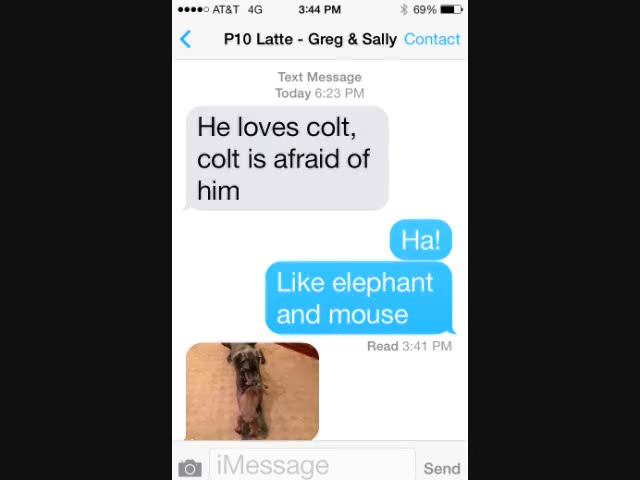 AT&T 4G 3:44 PM 69%
P10 Latte - Greg & Sally Contact
Text Message
Today 6:23 PM
He loves colt,
colt is afraid of
him
Ha!
Like elephant
and mouse
Read 3:41 PM
iMessage Send